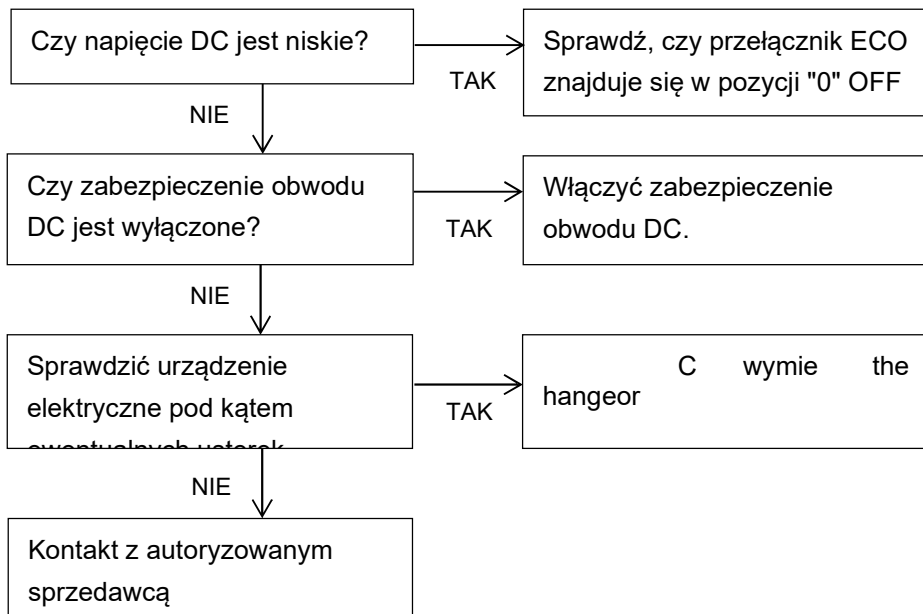 Czy napięcie DC jest niskie?
TAK
Sprawdź, czy przełącznik ECO
znajduje się w pozycji "0" OFF
NIE
Czy zabezpieczenie obwodu
DC jest wyłączone?
TAK
Włączyć zabezpieczenie
obwodu DC.
NIE
Sprawdzić urządzenie
elektryczne pod kątem
ewentualnych usterek
TAK
C wymie the
hangeor
NIE
Kontakt z autoryzowanym
sprzedawcą